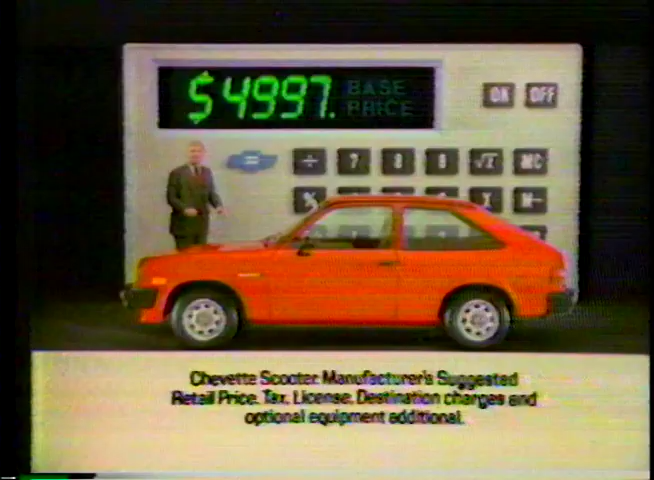 $4997. BASE
PRICE
ON OFF
÷ 7 8 9 √x MC
% X M-
Chevette Scooter. Manufacturer's Suggested
Retail Price. Tax, License, Destination charges and
optional equipment additional.